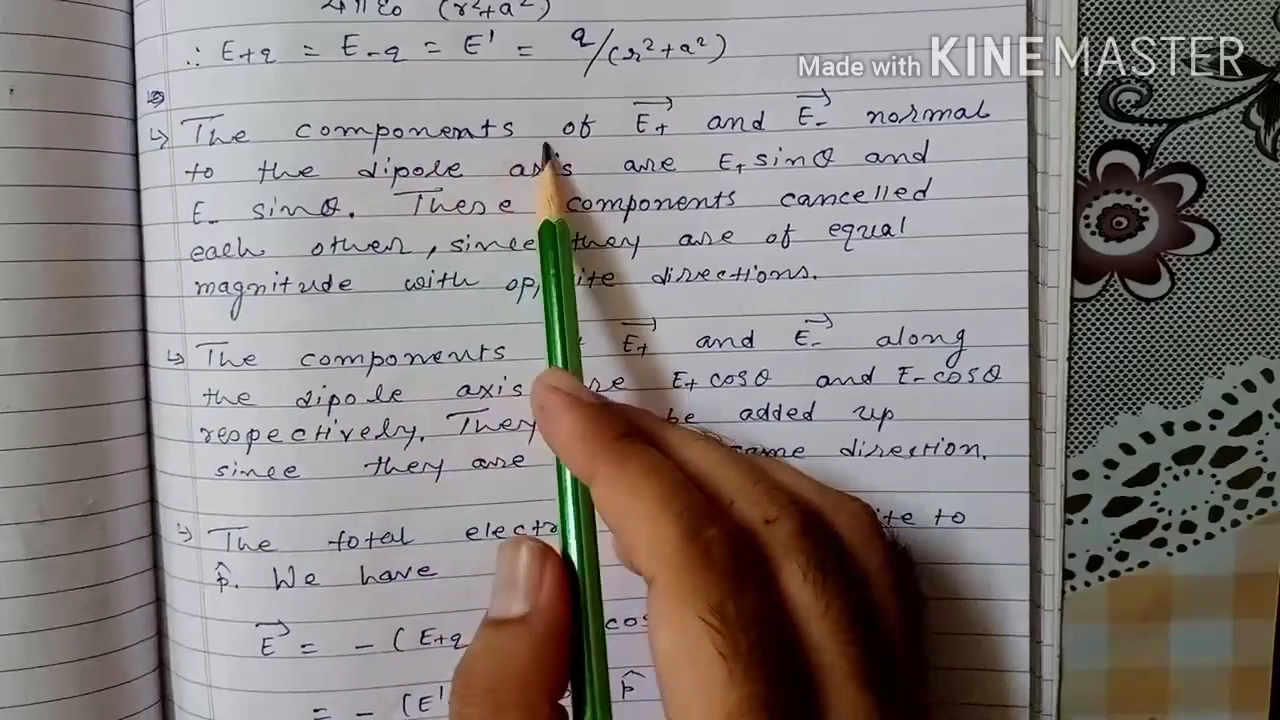 4πε₀ (r²+a²)
∴ E+q = E-q = E' = q/(r²+a²)
Made with KINEMASTER
↳ The components of E₊ and E₋ normal
to the dipole axis are E₊ sinθ and
E₋ sinθ. These components cancelled
each other, since they are of equal
magnitude with directions.
↳ The components E₊ and E₋ along
the dipole axis E₊ cosθ and E₋ cosθ
respectively. They be added up
since they are same direction.
→ The total to
p̂. We have
E = - (E+q
= - (E' p̂